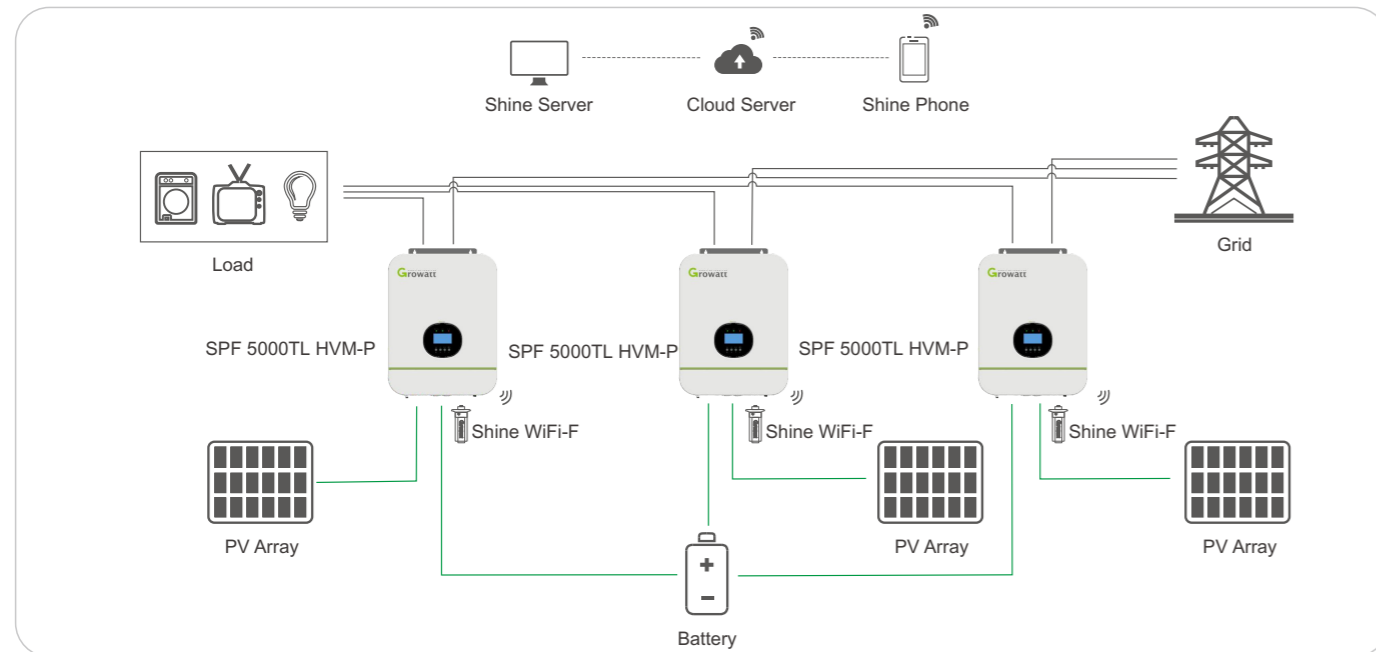 Shine Server
Cloud Server
Shine Phone
Load
Grid
Growatt
Growatt
Growatt
SPF 5000TL HVM-P
SPF 5000TL HVM-P
SPF 5000TL HVM-P
Shine WiFi-F
Shine WiFi-F
Shine WiFi-F
PV Array
PV Array
PV Array
+
−
Battery